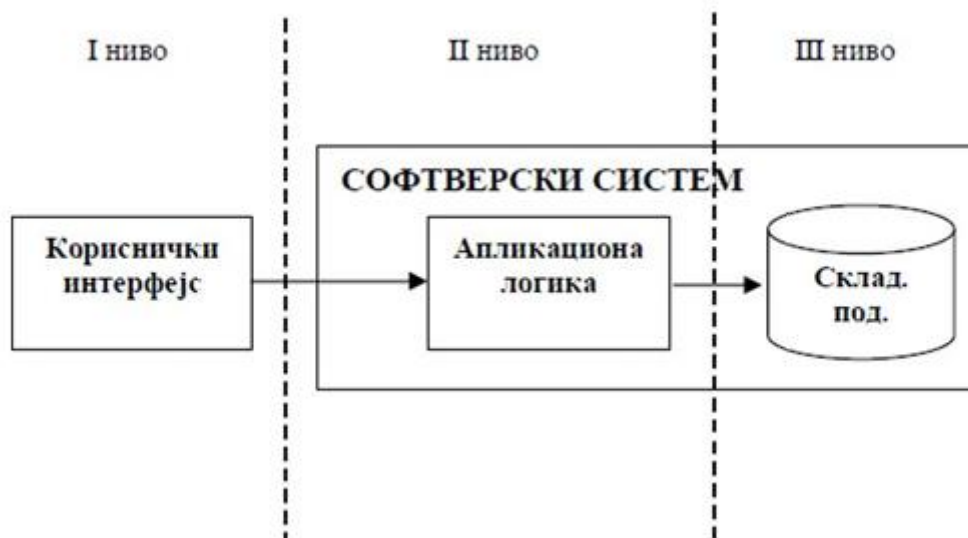 I ниво
II ниво
III ниво
СОФТВЕРСКИ СИСТЕМ
Кориснички
интерфејс
Апликациона
логика
Склад.
под.